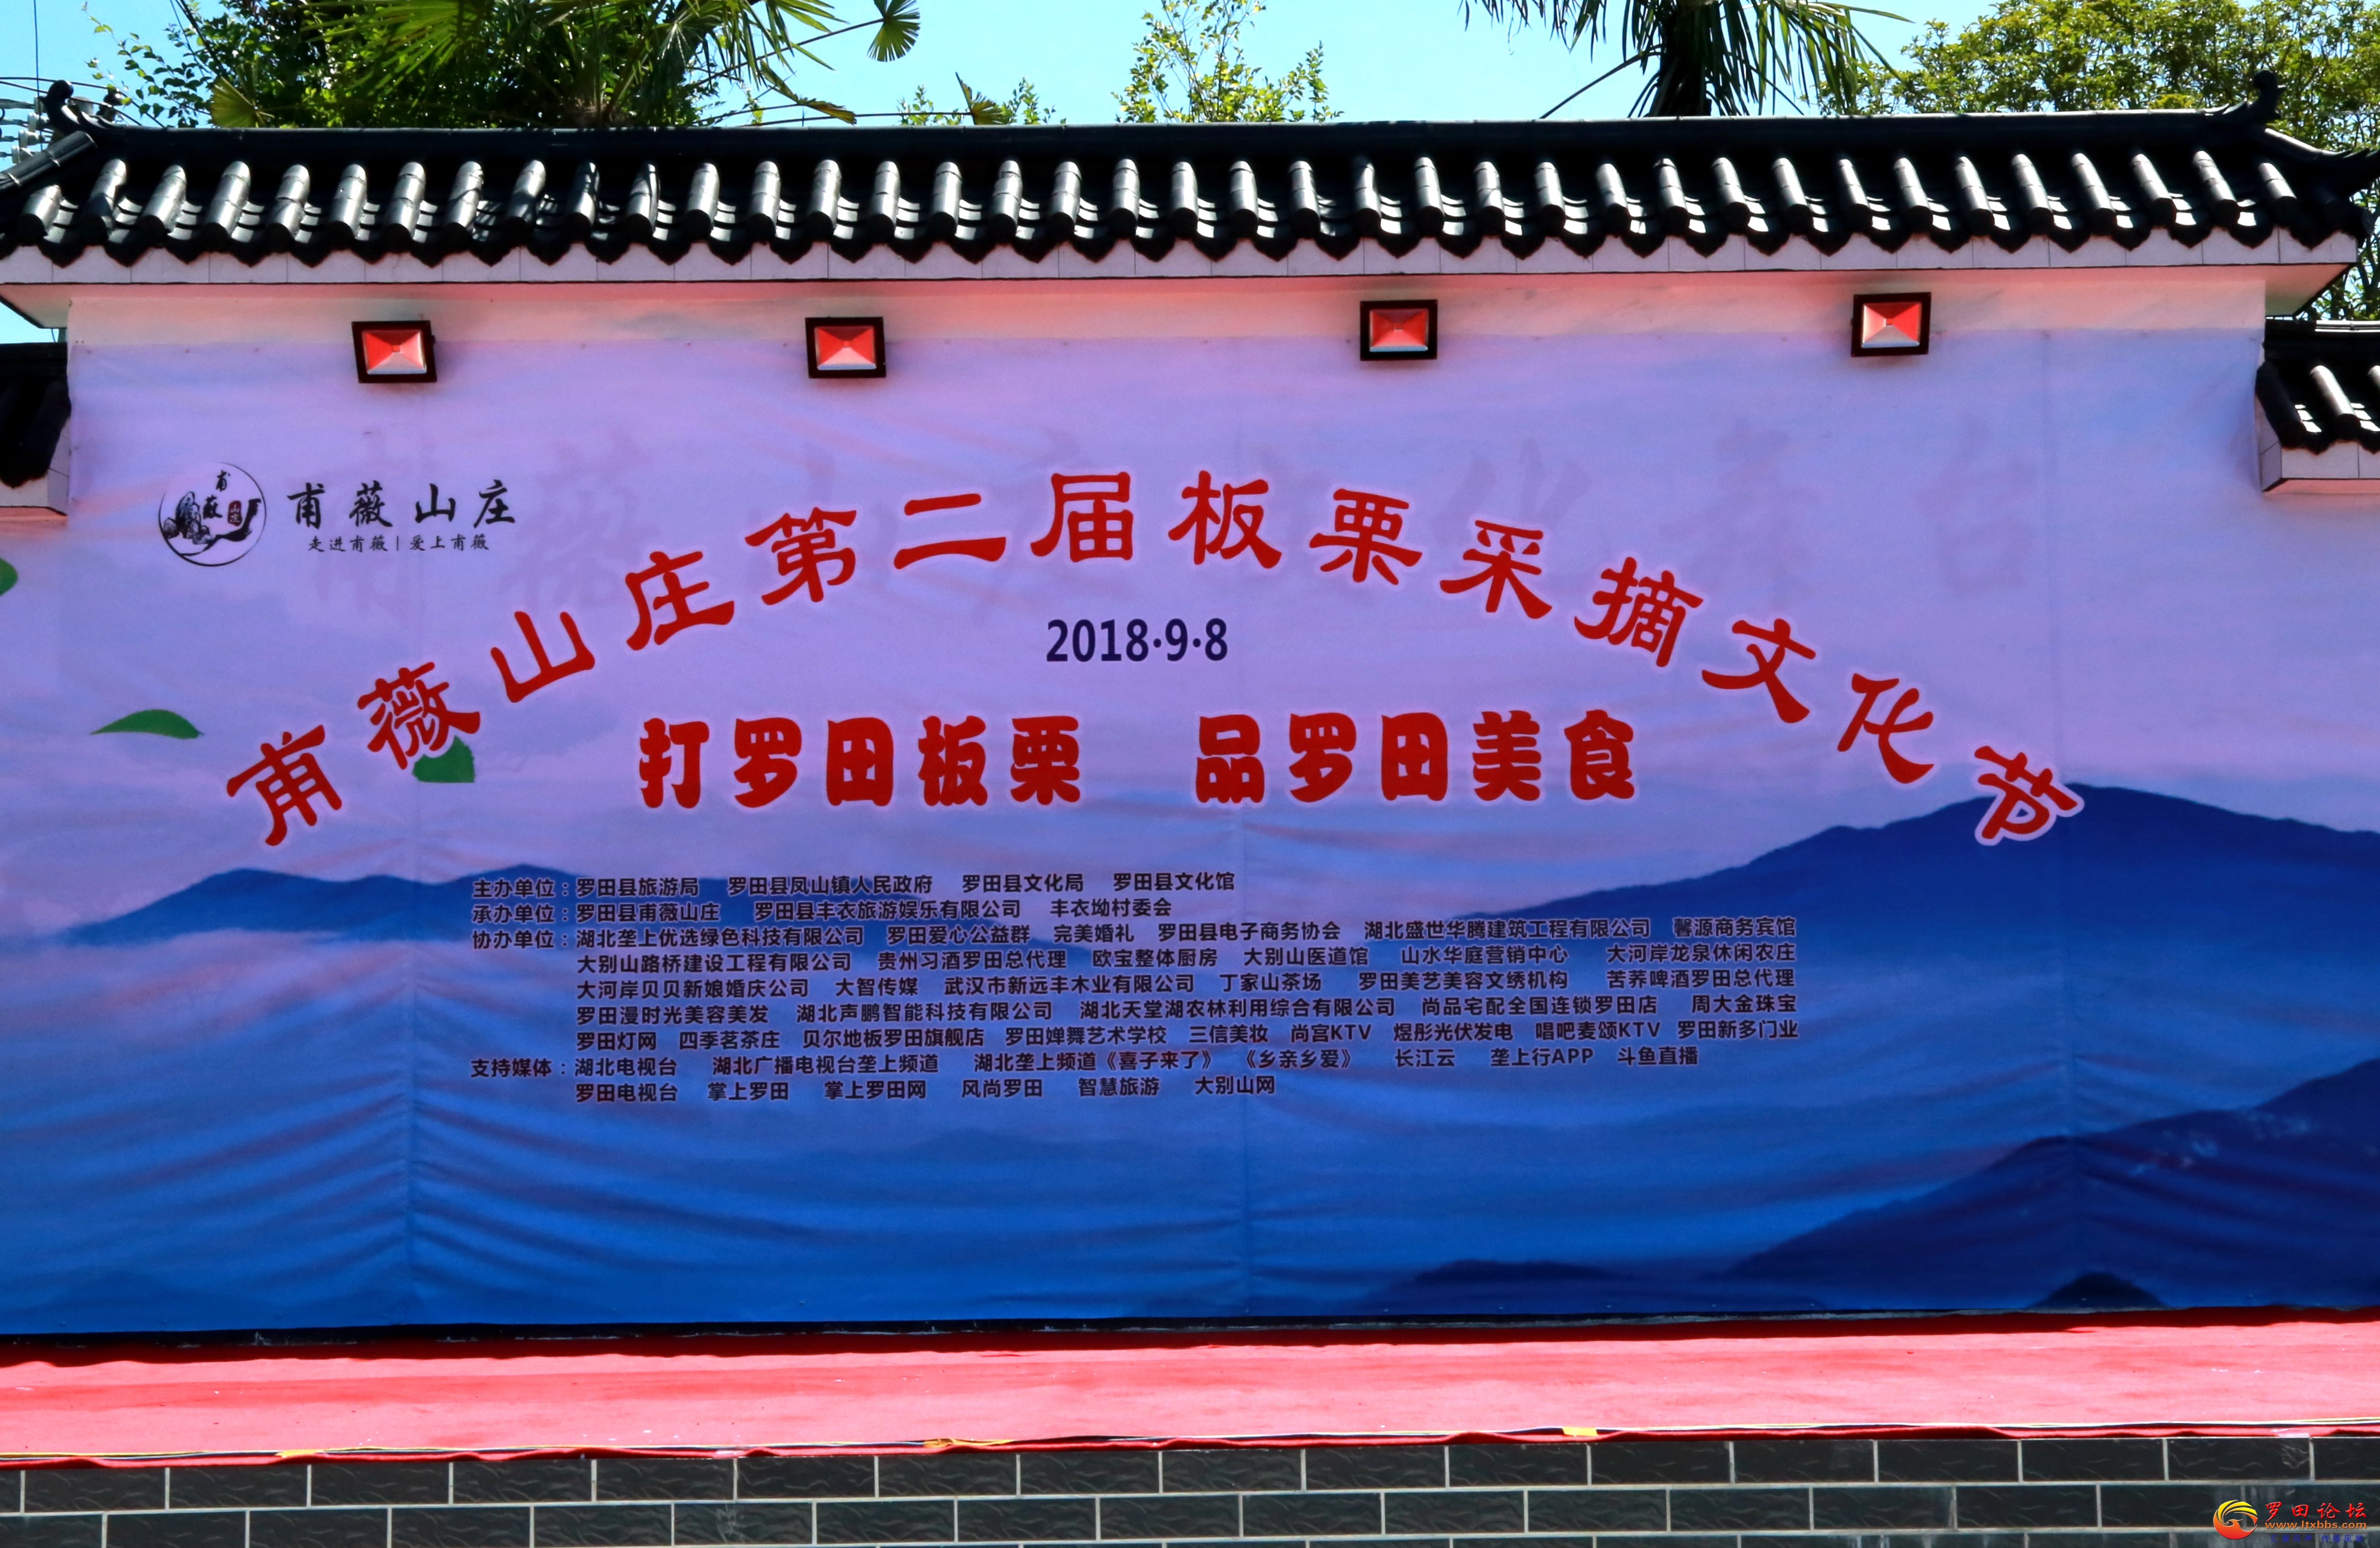 甫薇山庄
走进甫薇|爱上甫薇
甫薇山庄第二届板栗采摘文化节
2018·9·8
打罗田板栗 品罗田美食
主办单位：罗田县旅游局 罗田县凤山镇人民政府 罗田县文化局 罗田县文化馆
承办单位：罗田县甫薇山庄 罗田县丰衣旅游娱乐有限公司 丰衣坳村委会
协办单位：湖北垄上优选绿色科技有限公司 罗田爱心公益群 完美婚礼 罗田县电子商务协会 湖北盛世华腾建筑工程有限公司 馨源商务宾馆
大别山路桥建设工程有限公司 贵州习酒罗田总代理 欧宝整体厨房 大别山医道馆 山水华庭营销中心 大河岸龙泉休闲农庄
大河岸贝贝新娘婚庆公司 大智传媒 武汉市新远丰木业有限公司 丁家山茶场 罗田美艺美容文绣机构 苦荞啤酒罗田总代理
罗田漫时光美容美发 湖北声鹏智能科技有限公司 湖北天堂湖农林利用综合有限公司 尚品宅配全国连锁罗田店 周大金珠宝
罗田灯网 四季茗茶庄 贝尔地板罗田旗舰店 罗田婵舞艺术学校 三信美妆 尚宫KTV 煜彤光伏发电 唱吧麦颂KTV 罗田新多门业
支持媒体：湖北电视台 湖北广播电视台垄上频道 湖北垄上频道《喜子来了》 《乡亲乡爱》 长江云 垄上行APP 斗鱼直播
罗田电视台 掌上罗田 掌上罗田网 风尚罗田 智慧旅游 大别山网
罗田论坛
www.ltxbbs.com